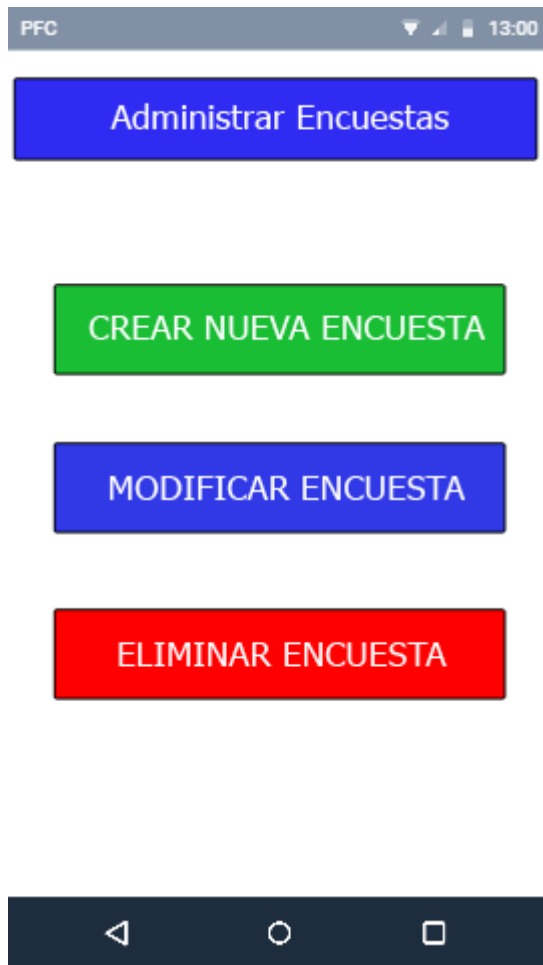 PFC 13:00
Administrar Encuestas
CREAR NUEVA ENCUESTA
MODIFICAR ENCUESTA
ELIMINAR ENCUESTA